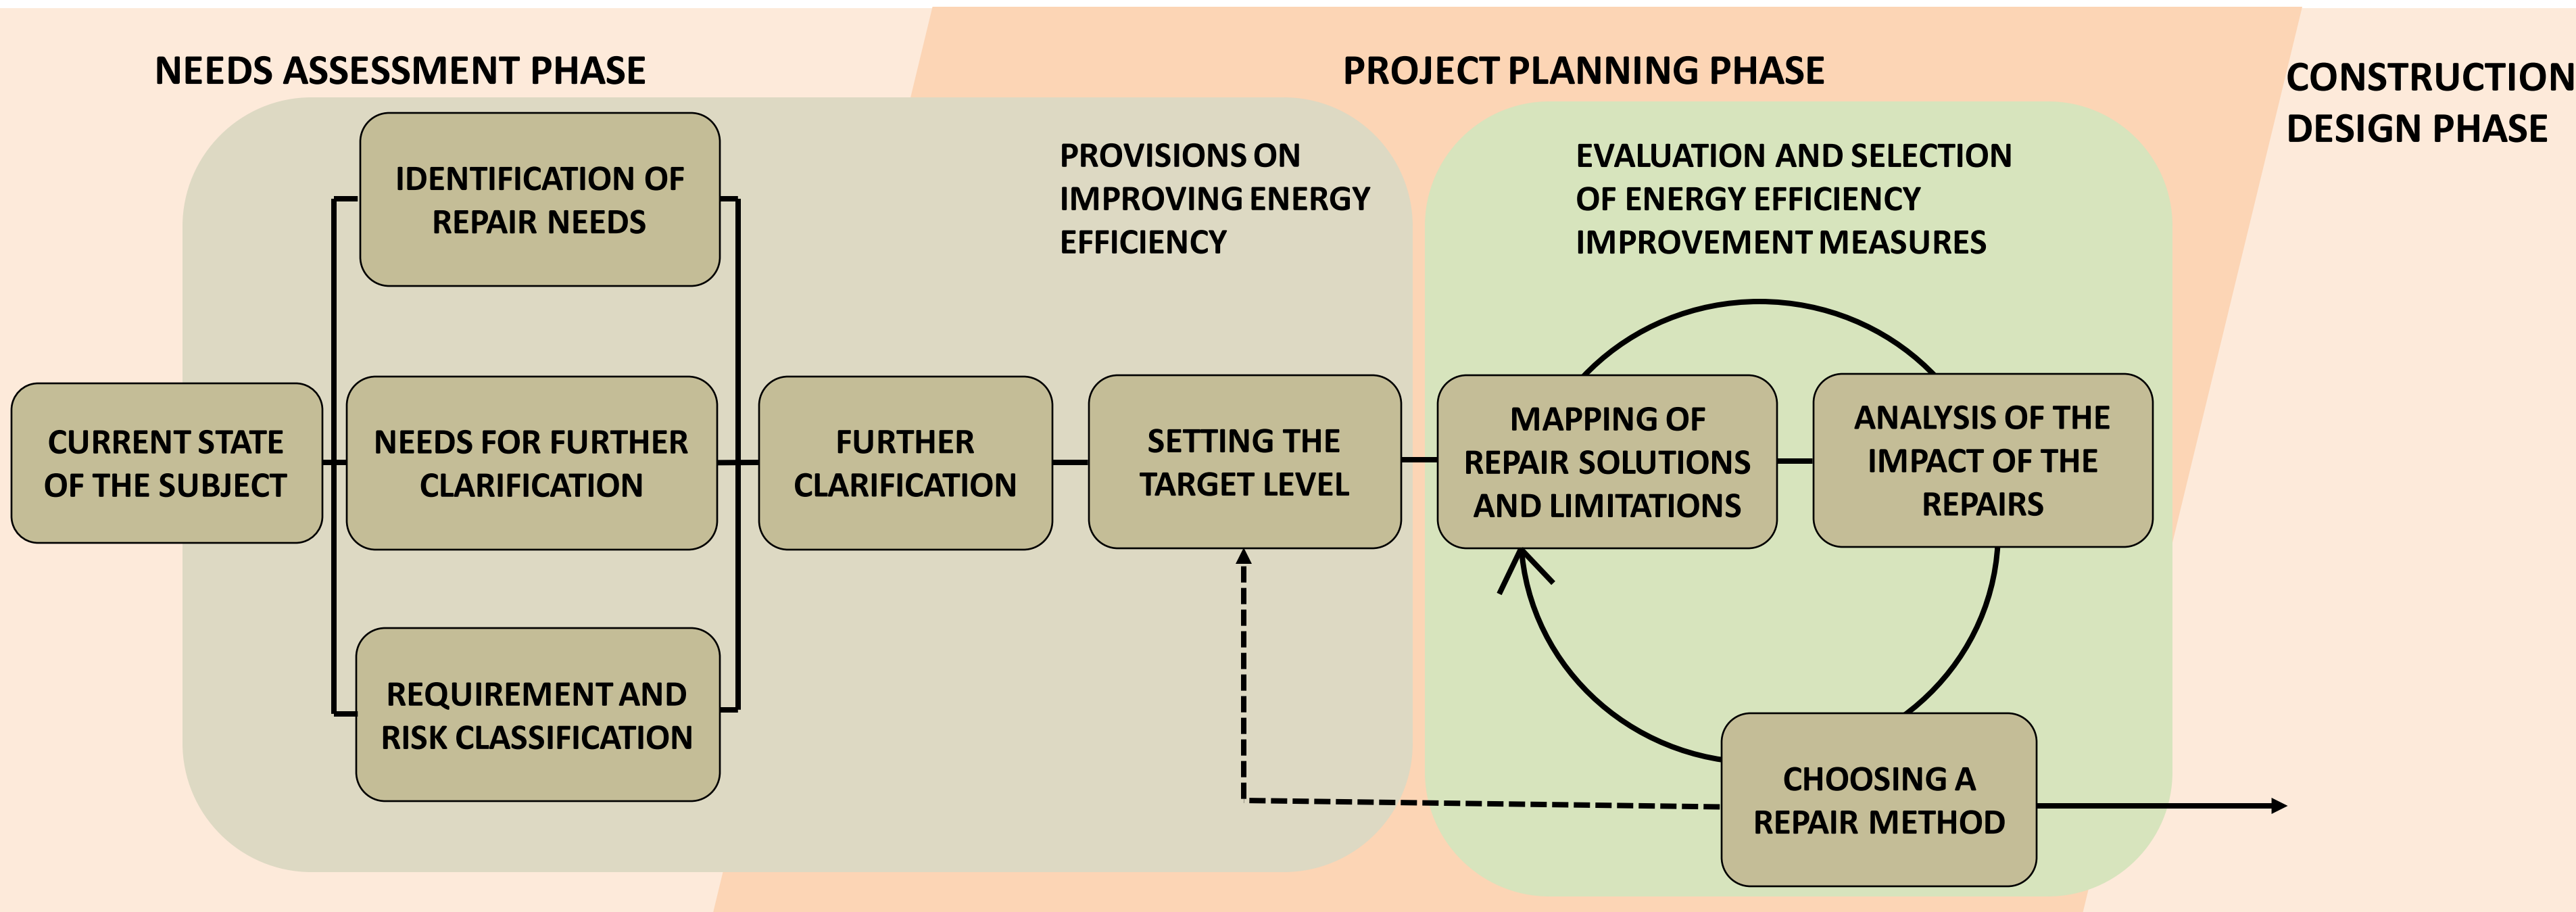 NEEDS ASSESSMENT PHASE
PROJECT PLANNING PHASE
CONSTRUCTION
DESIGN PHASE
PROVISIONS ON
IMPROVING ENERGY
EFFICIENCY
EVALUATION AND SELECTION
OF ENERGY EFFICIENCY
IMPROVEMENT MEASURES
IDENTIFICATION OF
REPAIR NEEDS
CURRENT STATE
OF THE SUBJECT
NEEDS FOR FURTHER
CLARIFICATION
REQUIREMENT AND
RISK CLASSIFICATION
FURTHER
CLARIFICATION
SETTING THE
TARGET LEVEL
MAPPING OF
REPAIR SOLUTIONS
AND LIMITATIONS
ANALYSIS OF THE
IMPACT OF THE
REPAIRS
CHOOSING A
REPAIR METHOD